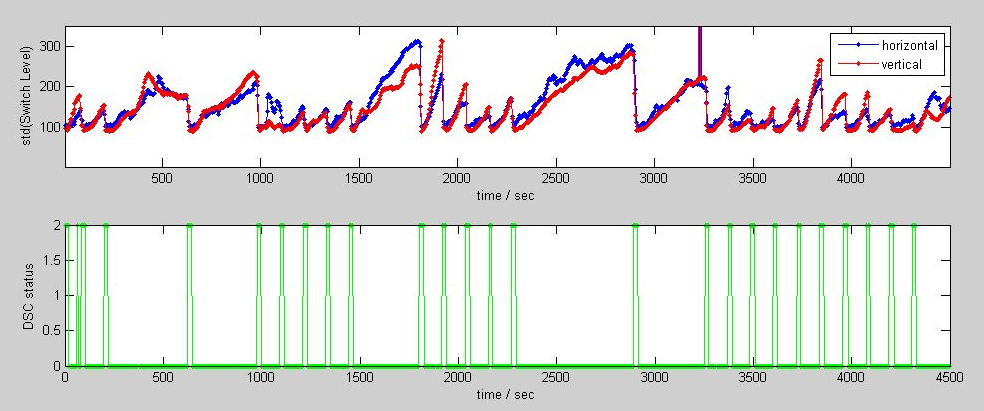 300
200
100
std(Switch Level)
horizontal
vertical
500 1000 1500 2000 2500 3000 3500 4000
time / sec
2
1.5
1
0.5
0
DSC status
0 500 1000 1500 2000 2500 3000 3500 4000 4500
time / sec